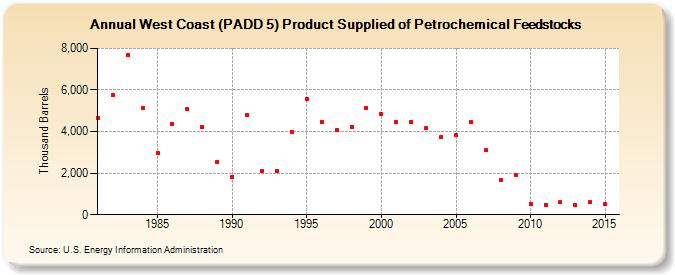 Annual West Coast (PADD 5) Product Supplied of Petrochemical Feedstocks
Thousand Barrels
8,000
6,000
4,000
2,000
0
1985 1990 1995 2000 2005 2010 2015
Source: U.S. Energy Information Administration